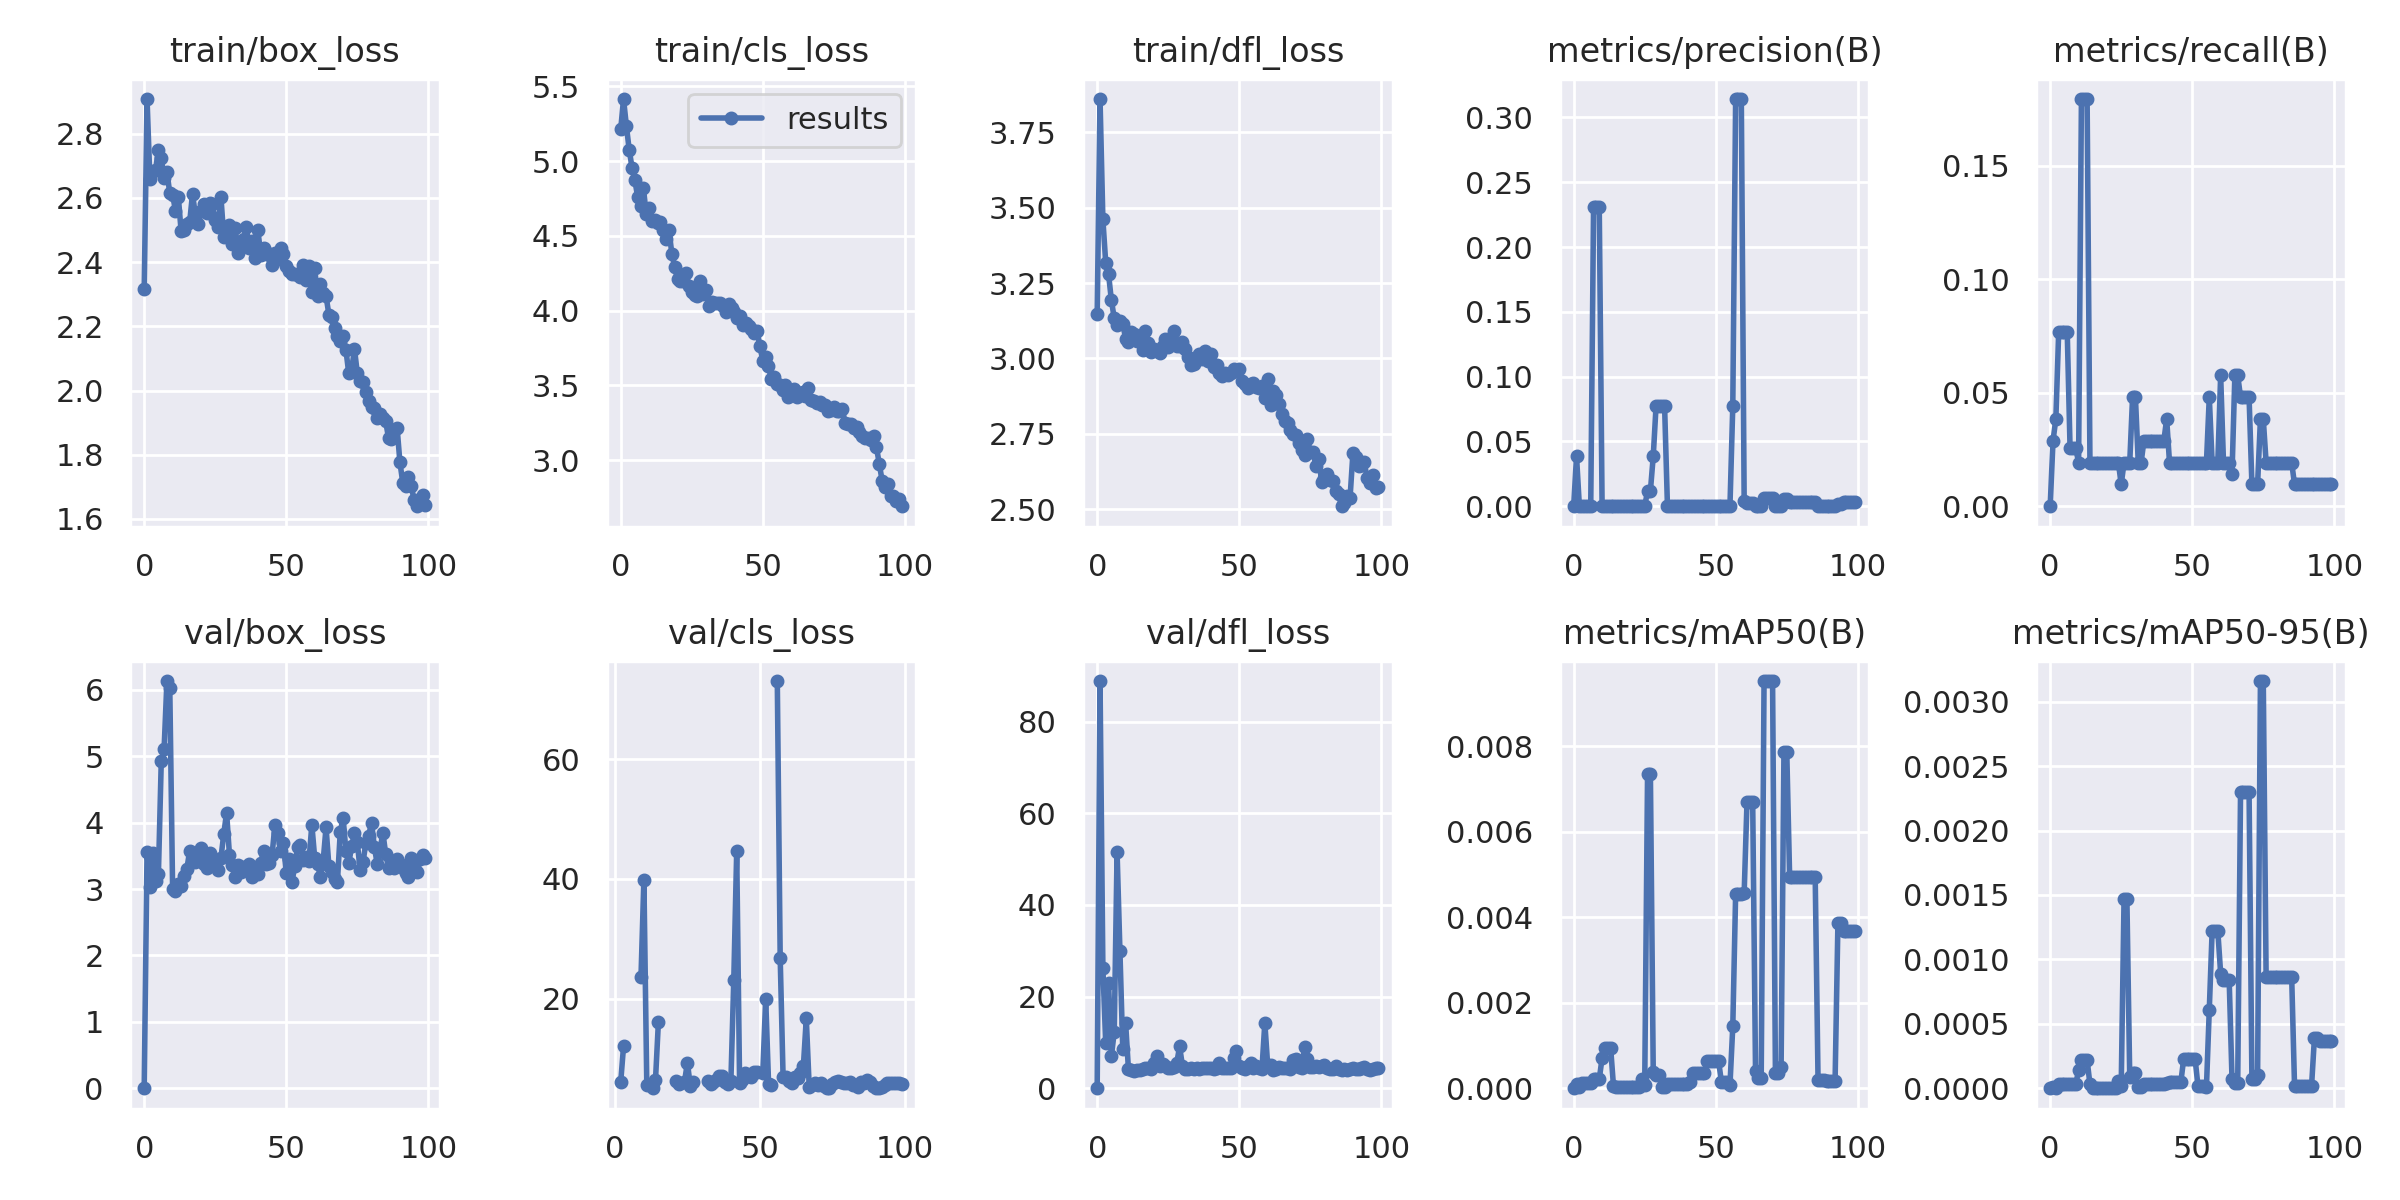 train/box_loss
2.8
2.6
2.4
2.2
2.0
1.8
1.6
0 50 100
train/cls_loss
results
5.5
5.0
4.5
4.0
3.5
3.0
0 50 100
train/dfl_loss
3.75
3.50
3.25
3.00
2.75
2.50
0 50 100
metrics/precision(B)
0.30
0.25
0.20
0.15
0.10
0.05
0.00
0 50 100
metrics/recall(B)
0.15
0.10
0.05
0.00
0 50 100
val/box_loss
6
5
4
3
2
1
0
0 50 100
val/cls_loss
60
40
20
0 50 100
val/dfl_loss
80
60
40
20
0
0 50 100
metrics/mAP50(B)
0.008
0.006
0.004
0.002
0.000
0 50 100
metrics/mAP50-95(B)
0.0030
0.0025
0.0020
0.0015
0.0010
0.0005
0.0000
0 50 100